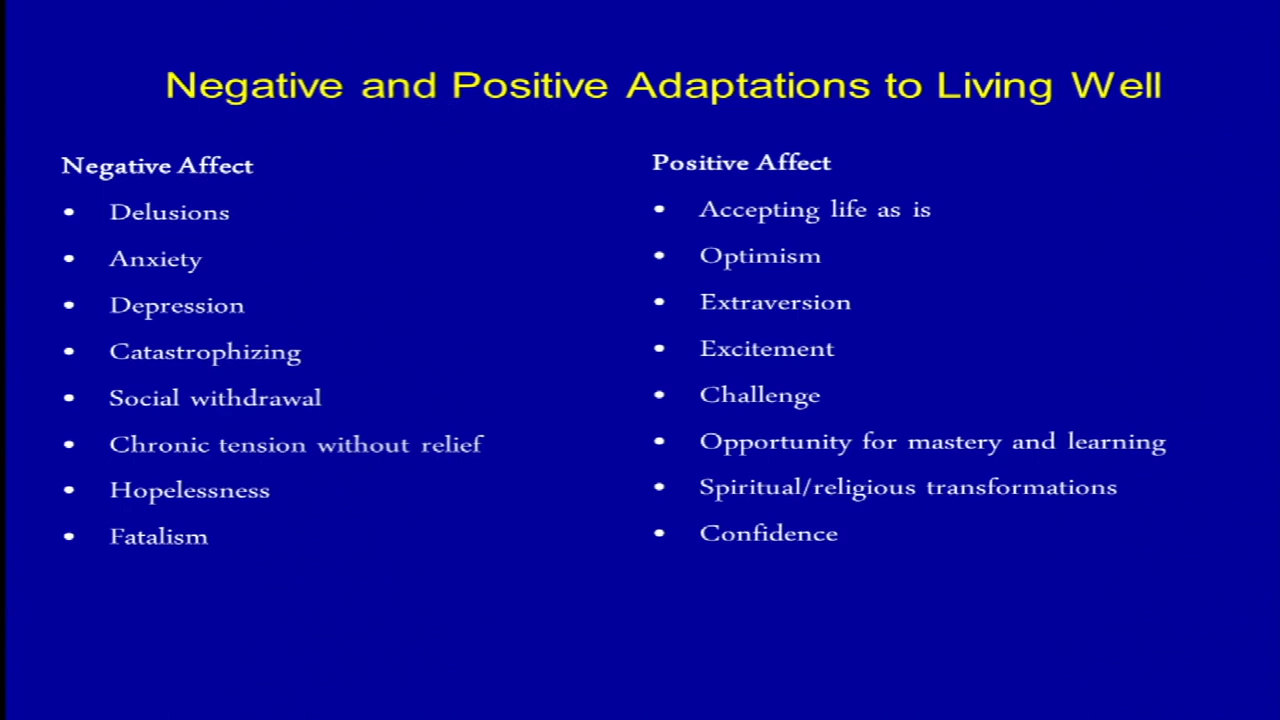 Negative and Positive Adaptations to Living Well
Negative Affect
• Delusions
• Anxiety
• Depression
• Catastrophizing
• Social withdrawal
• Chronic tension without relief
• Hopelessness
• Fatalism
Positive Affect
• Accepting life as is
• Optimism
• Extraversion
• Excitement
• Challenge
• Opportunity for mastery and learning
• Spiritual/religious transformations
• Confidence